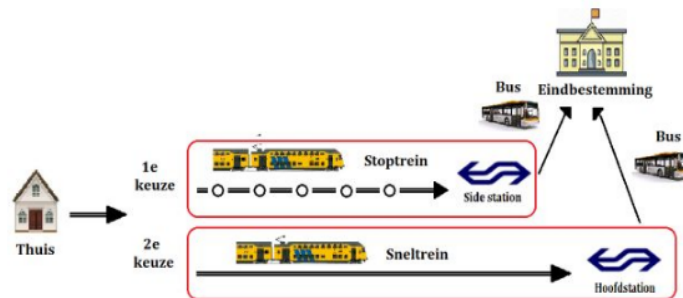 Bus
Eindbestemming
Bus
1e
keuze
Stoptrein
Side station
Thuis
2e
keuze
Sneltrein
Hoofdstation